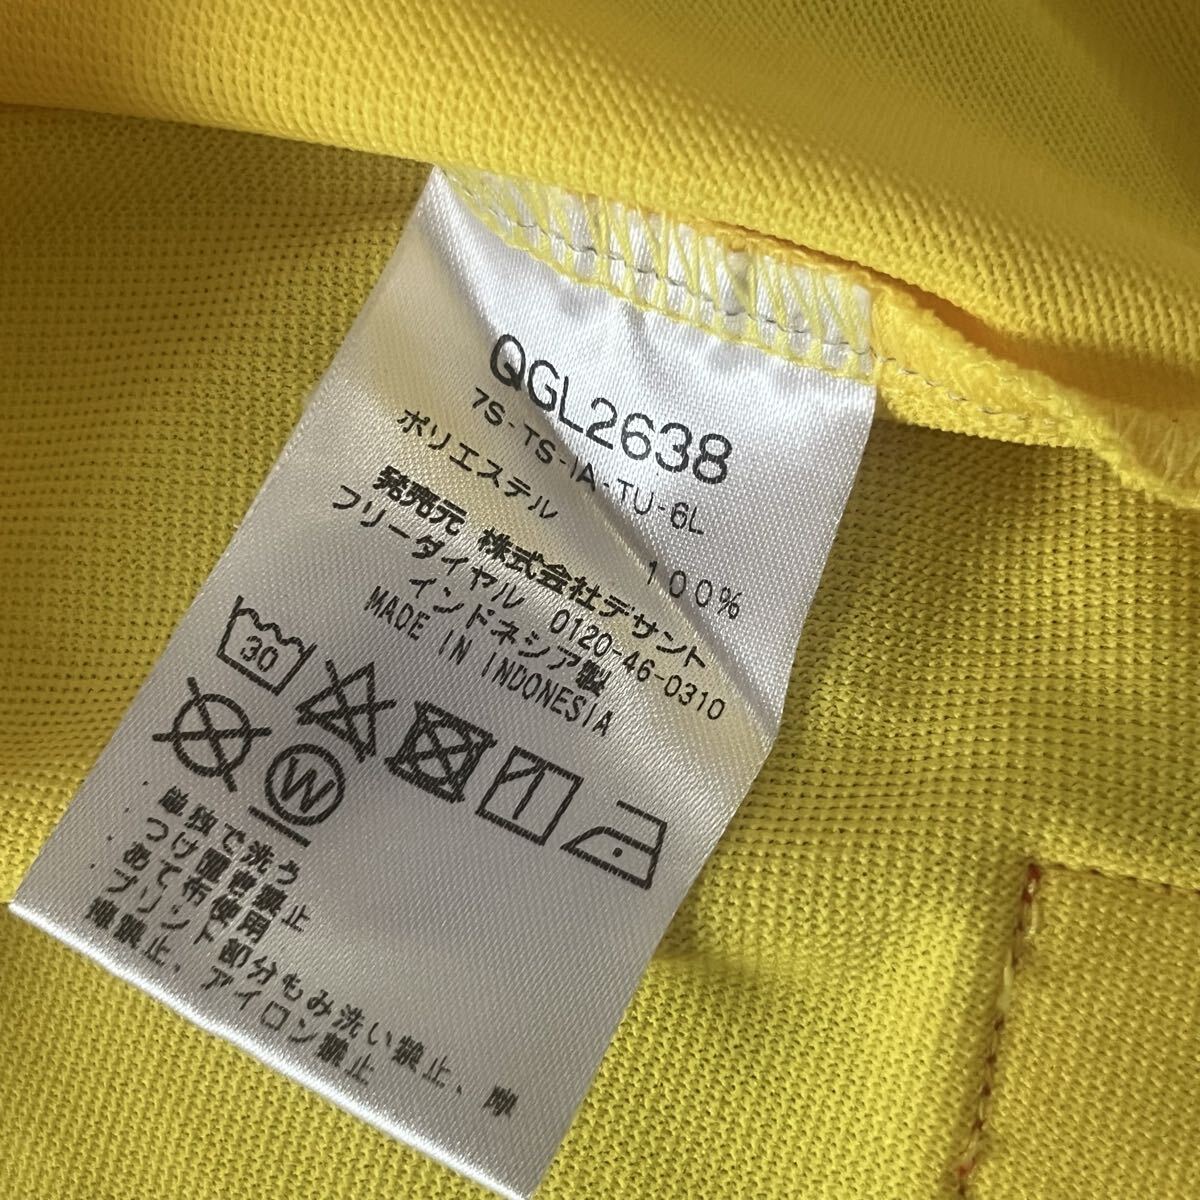 QGL2638
7S-TS-IA-TU-6L
ポリエステル 100%
発売元 株式会社デサント
フリーダイヤル 0120-46-0310
インドネシア製
MADE IN INDONESIA
30
W
単独で洗う
つけ置き禁止
あて布使用
プリント部分もみ洗い禁止、摩
擦禁止、アイロン禁止